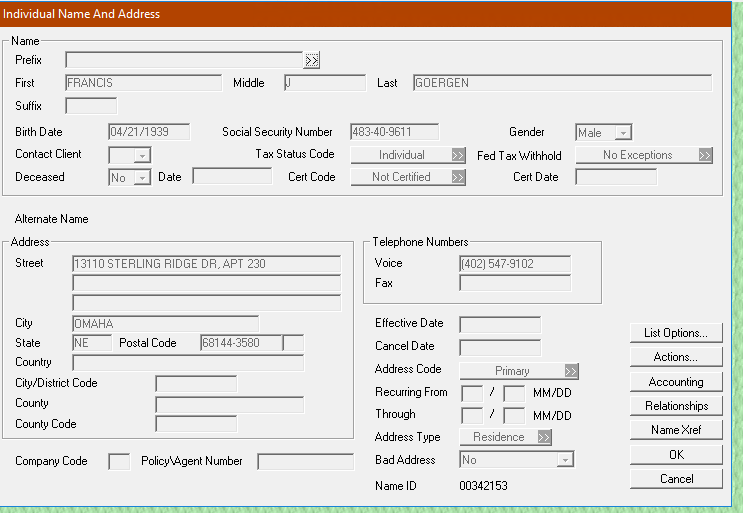 Individual Name And Address
Name
Prefix >>
First FRANCIS Middle J Last GOERGEN
Suffix
Birth Date 04/21/1939 Social Security Number 483-40-9611 Gender Male
Contact Client Tax Status Code Individual >> Fed Tax Withhold No Exceptions >>
Deceased No Date Cert Code Not Certified >> Cert Date
Alternate Name
Address
Street 13110 STERLING RIDGE DR, APT 230
City OMAHA
State NE Postal Code 68144-3580
Country
City/District Code
County
County Code
Company Code Policy\Agent Number
Telephone Numbers
Voice (402) 547-9102
Fax
Effective Date
Cancel Date
Address Code Primary >>
Recurring From / MM/DD
Through / MM/DD
Address Type Residence >>
Bad Address No
Name ID 00342153
List Options...
Actions...
Accounting
Relationships
Name Xref
OK
Cancel